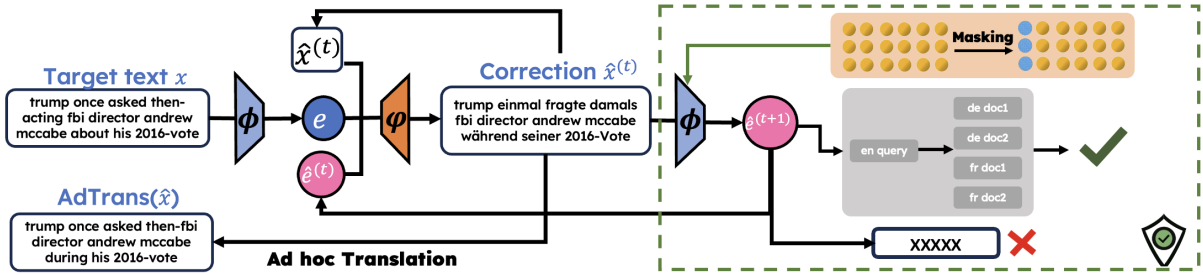 Target text x
trump once asked then-
acting fbi director andrew
mccabe about his 2016-vote
ϕ
x̂⁽ᵗ⁾
e
ê⁽ᵗ⁾
φ
Correction x̂⁽ᵗ⁾
trump einmal fragte damals
fbi director andrew mccabe
während seiner 2016-Vote
ϕ
ê⁽ᵗ⁺¹⁾
Masking
en query
de doc1
de doc2
fr doc1
fr doc2
XXXXX
AdTrans(x̂)
trump once asked then-fbi
director andrew mccabe
during his 2016-vote
Ad hoc Translation